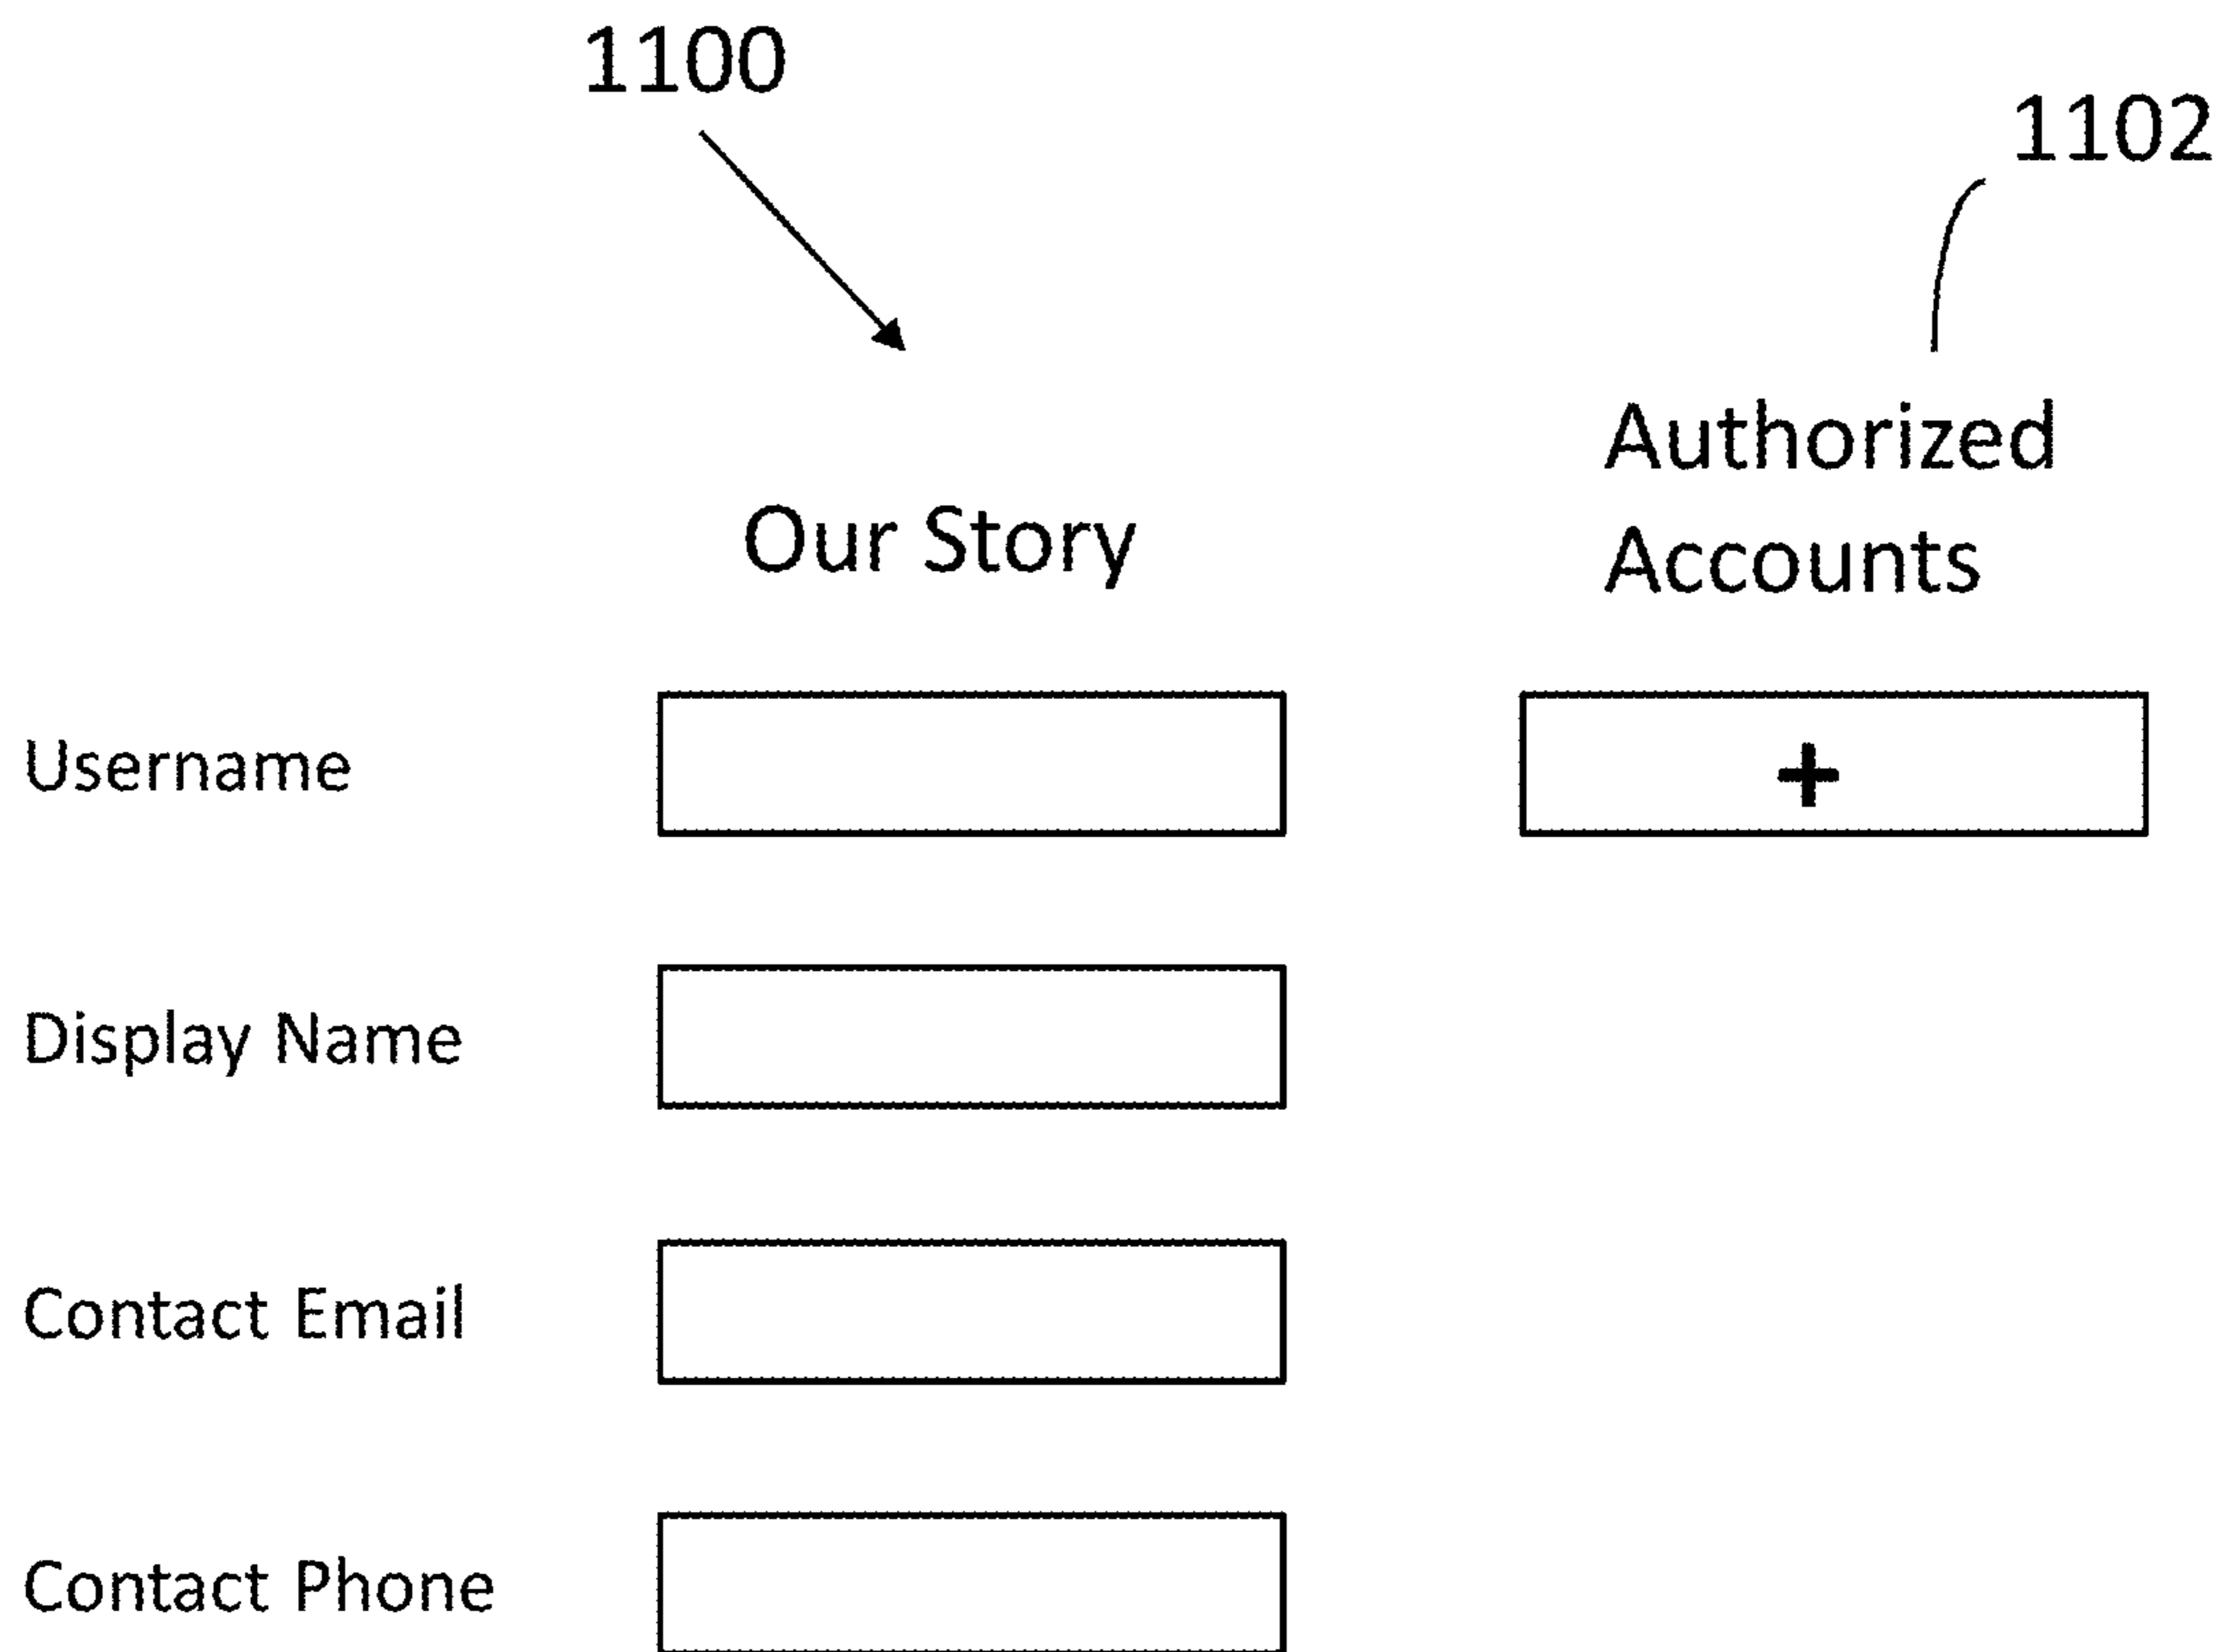 1100
1102
Authorized
Accounts
Our Story
Username
+
Display Name
Contact Email
Contact Phone